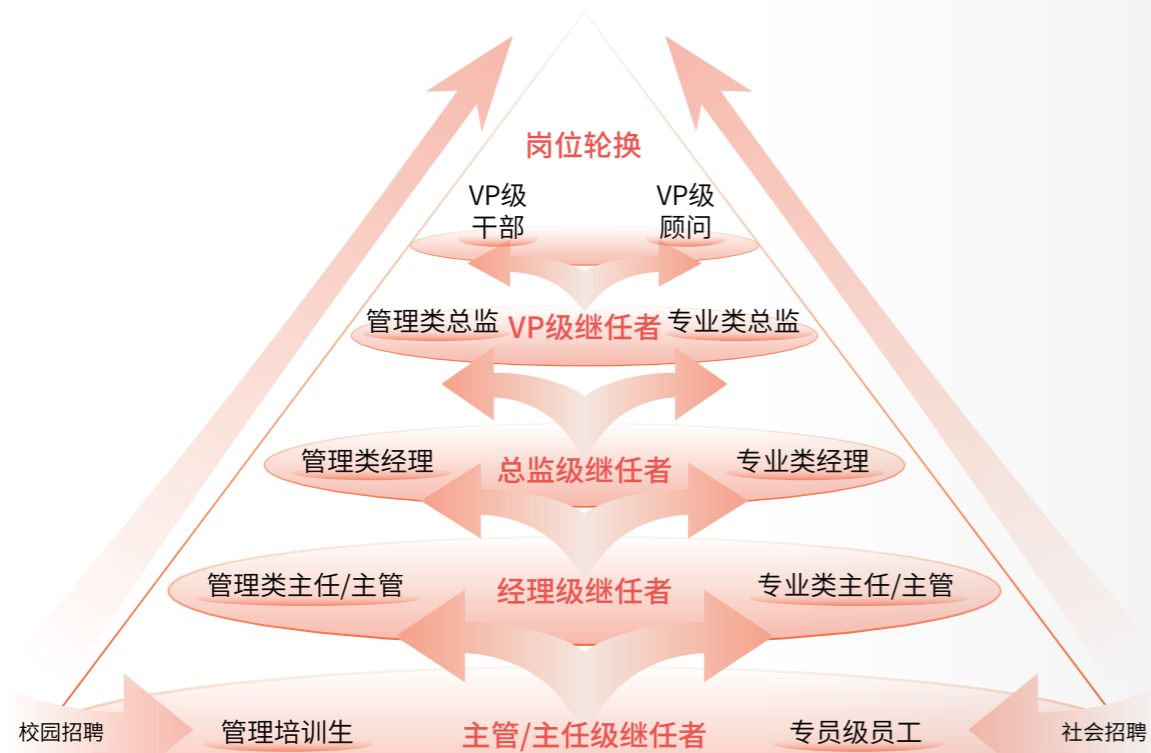 岗位轮换
VP级
干部
VP级
顾问
管理类总监
VP级继任者
专业类总监
管理类经理
总监级继任者
专业类经理
管理类主任/主管
经理级继任者
专业类主任/主管
校园招聘
管理培训生
主管/主任级继任者
专员级员工
社会招聘